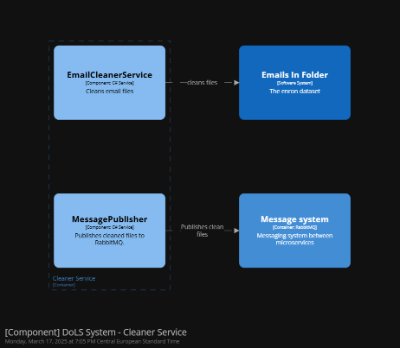 EmailCleanerService
[Component: C# Service]
Cleans email files
cleans files
Emails In Folder
[Software System]
The enron dataset
MessagePublisher
[Component: C# Service]
Publishes cleaned files to
RabbitMQ.
Publishes clean
files
Message system
[Container: RabbitMQ]
Messaging system between
microservices
Cleaner Service
[Container]
[Component] DoLS System - Cleaner Service
Monday, March 17, 2025 at 7:05 PM Central European Standard Time